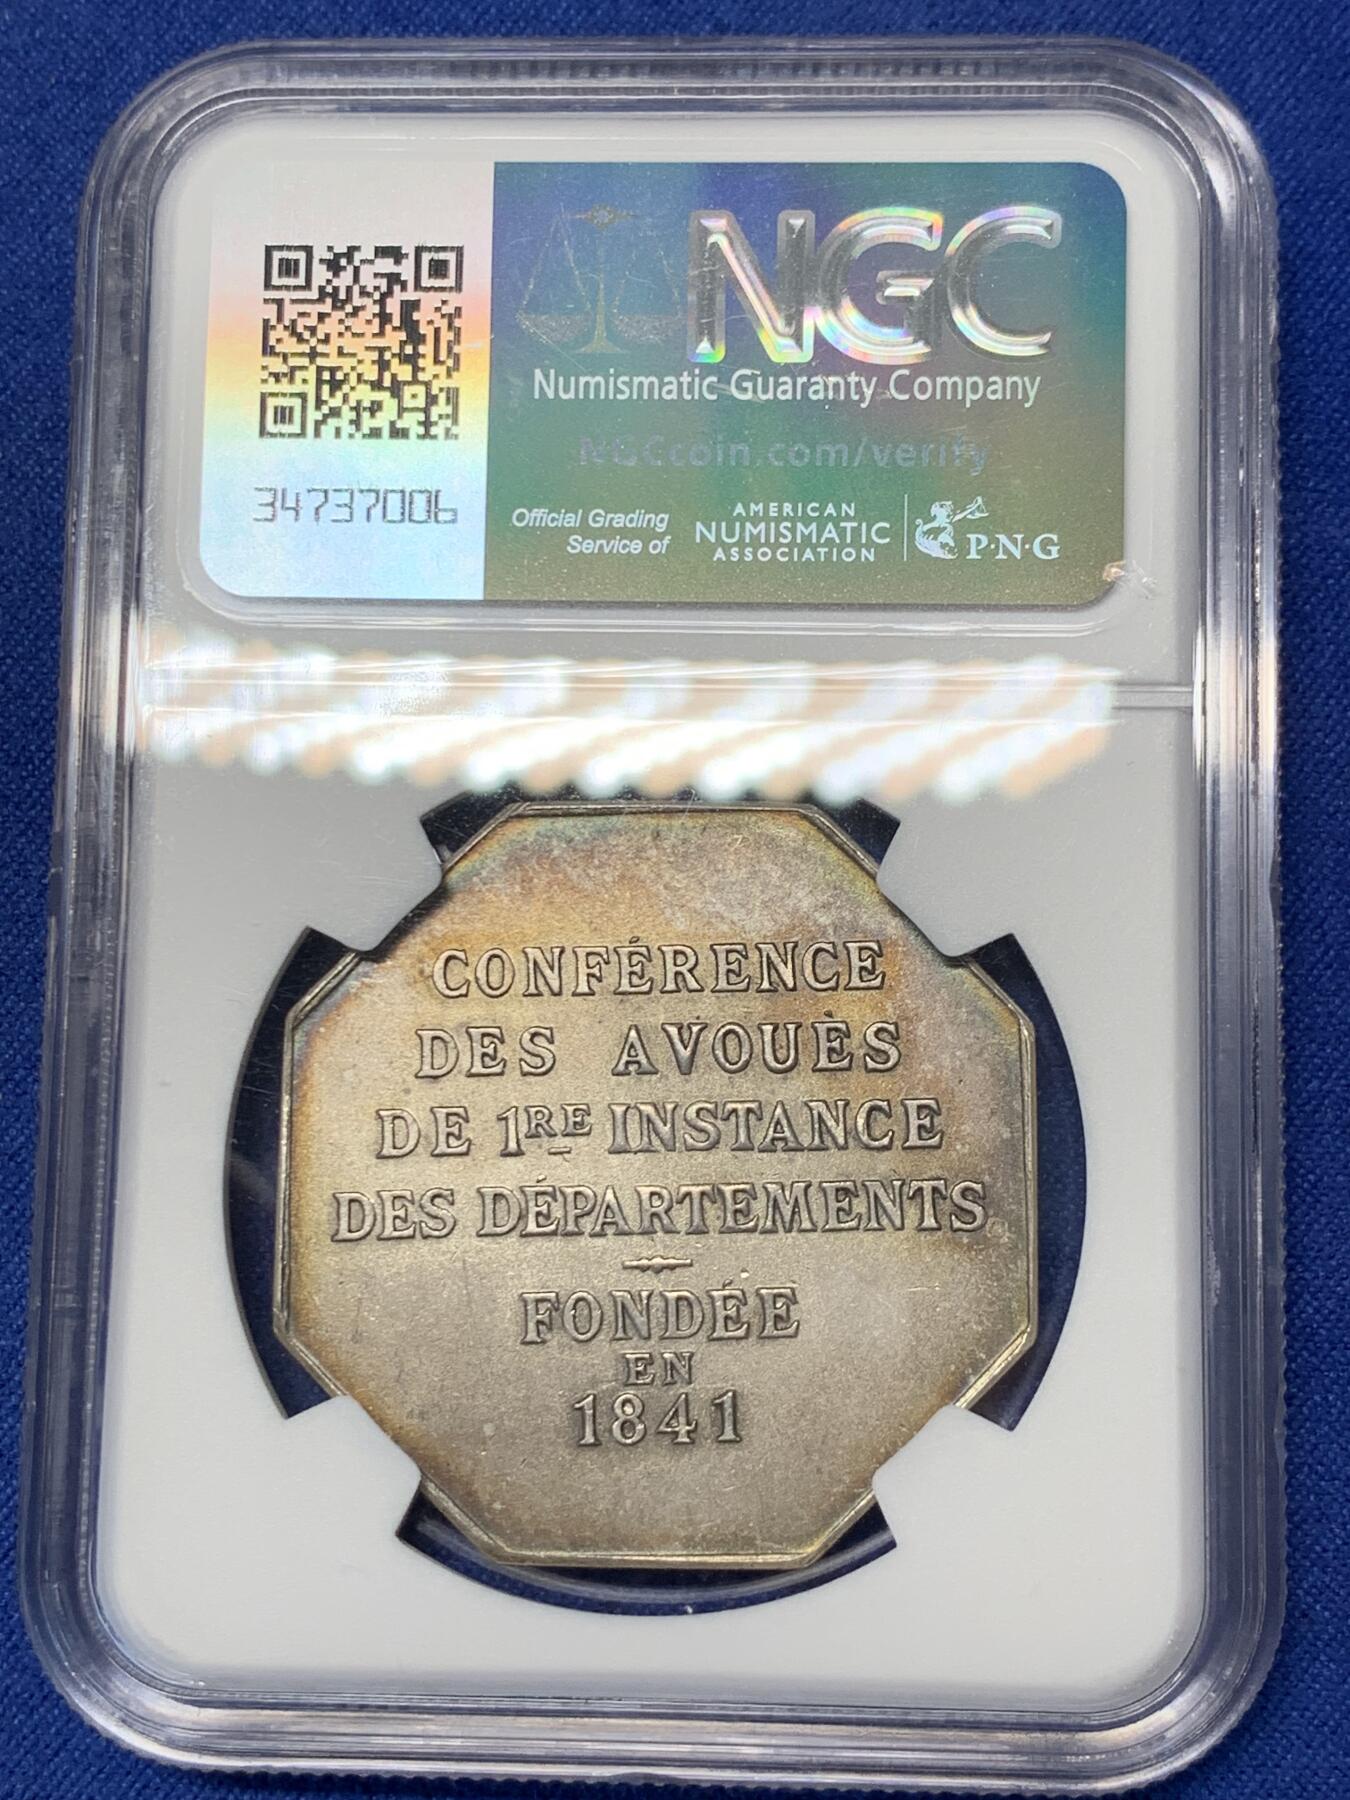 NGC
Numismatic Guaranty Company
NGCcoin.com/verify
34737006
Official Grading
Service of
AMERICAN
NUMISMATIC
ASSOCIATION
P·N·G
CONFÉRENCE
DES AVOUÈS
DE 1RE INSTANCE
DES DÉPARTEMENTS
FONDÉE
EN
1841